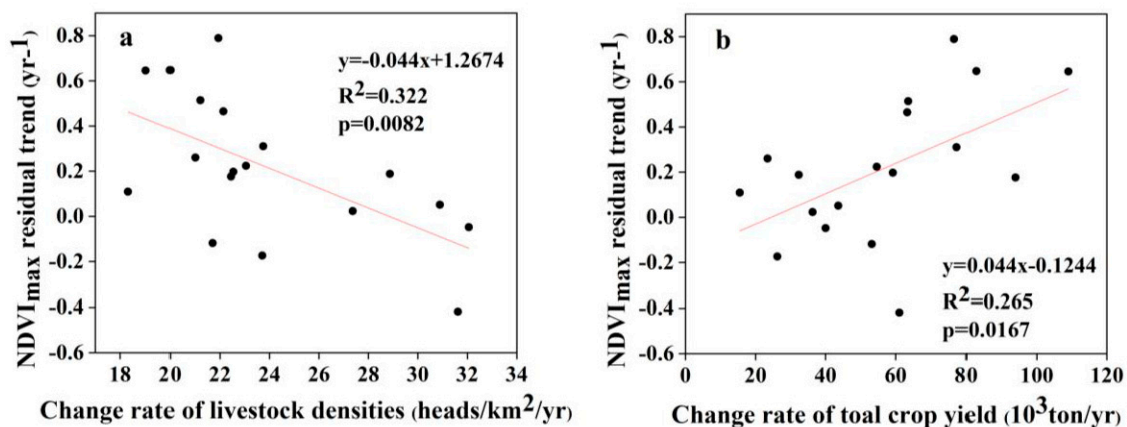 a
y=-0.044x+1.2674
R²=0.322
p=0.0082
NDVImax residual trend (yr-1)
0.8
0.6
0.4
0.2
0.0
-0.2
-0.4
-0.6
18 20 22 24 26 28 30 32 34
Change rate of livestock densities (heads/km²/yr)
b
y=0.044x-0.1244
R²=0.265
p=0.0167
NDVImax residual trend (yr-1)
0.8
0.6
0.4
0.2
0.0
-0.2
-0.4
-0.6
0 20 40 60 80 100 120
Change rate of toal crop yield (10³ton/yr)